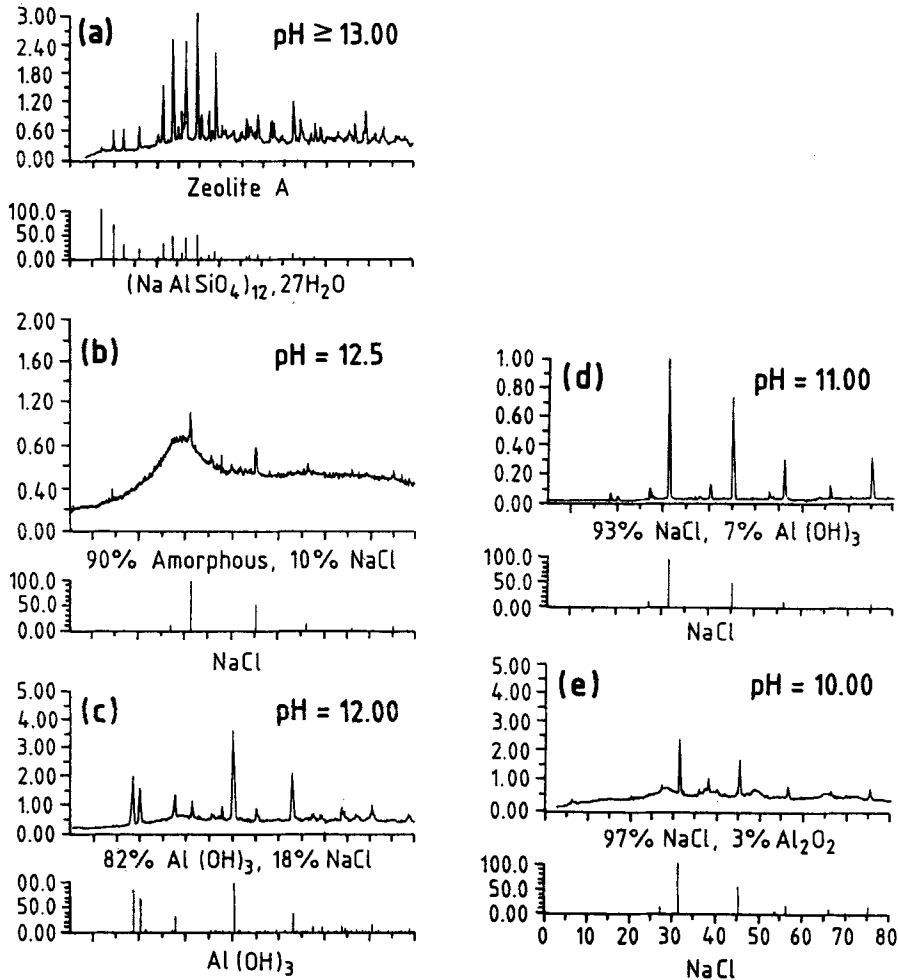 (a) pH ≥ 13.00
3.00
2.40
1.80
1.20
0.60
0.00
Zeolite A
100.0
50.0
0.00
(NaAlSiO₄)₁₂, 27H₂O
(b) pH = 12.5
2.00
1.60
1.20
0.60
0.40
0.00
90% Amorphous, 10% NaCl
100.0
50.0
0.00
NaCl
(c) pH = 12.00
5.00
4.00
3.00
2.00
1.00
0.00
82% Al(OH)₃, 18% NaCl
00.0
50.0
0.00
Al(OH)₃
(d) pH = 11.00
1.00
0.80
0.60
0.40
0.20
0.00
93% NaCl, 7% Al(OH)₃
100.0
50.0
0.00
NaCl
(e) pH = 10.00
5.00
4.00
3.00
2.00
1.00
0.00
97% NaCl, 3% Al₂O₂
100.0
50.0
0.00
0 10 20 30 40 50 60 70 80
NaCl